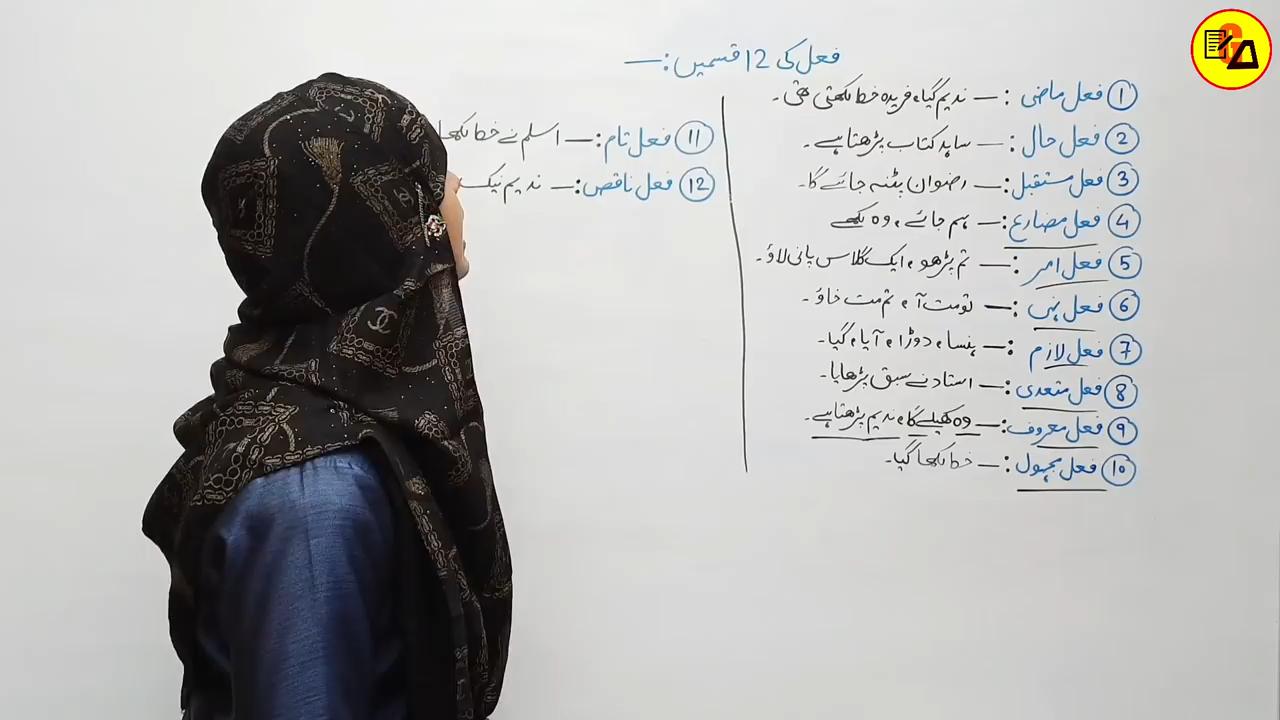 فعل کی 12 قسمیں :—
① فعل ماضی :— ندیم گیا، فریدہ خط لکھتی تھی۔
② فعل حال :— ساہد کتاب پڑھتا ہے۔
③ فعل مستقبل :— رضوان پٹنہ جائے گا۔
④ فعل مضارع :— ہم جائے، وہ لکھے
⑤ فعل امر :— تم پڑھو، ایک گلاس پانی لاؤ۔
⑥ فعل نہی :— تو مت آ، تم مت خاؤ۔
⑦ فعل لازم :— ہنسا، دوڑا، آیا، گیا۔
⑧ فعل متعدی :— استاد نے سبق پڑھایا۔
⑨ فعل معروف :— وہ کھیلے گا، ندیم پڑھتا ہے۔
⑩ فعل مجہول :— خط لکھا گیا۔
⑪ فعل تام :— اسلم نے خط لکھا
⑫ فعل ناقص :— ندیم نیک